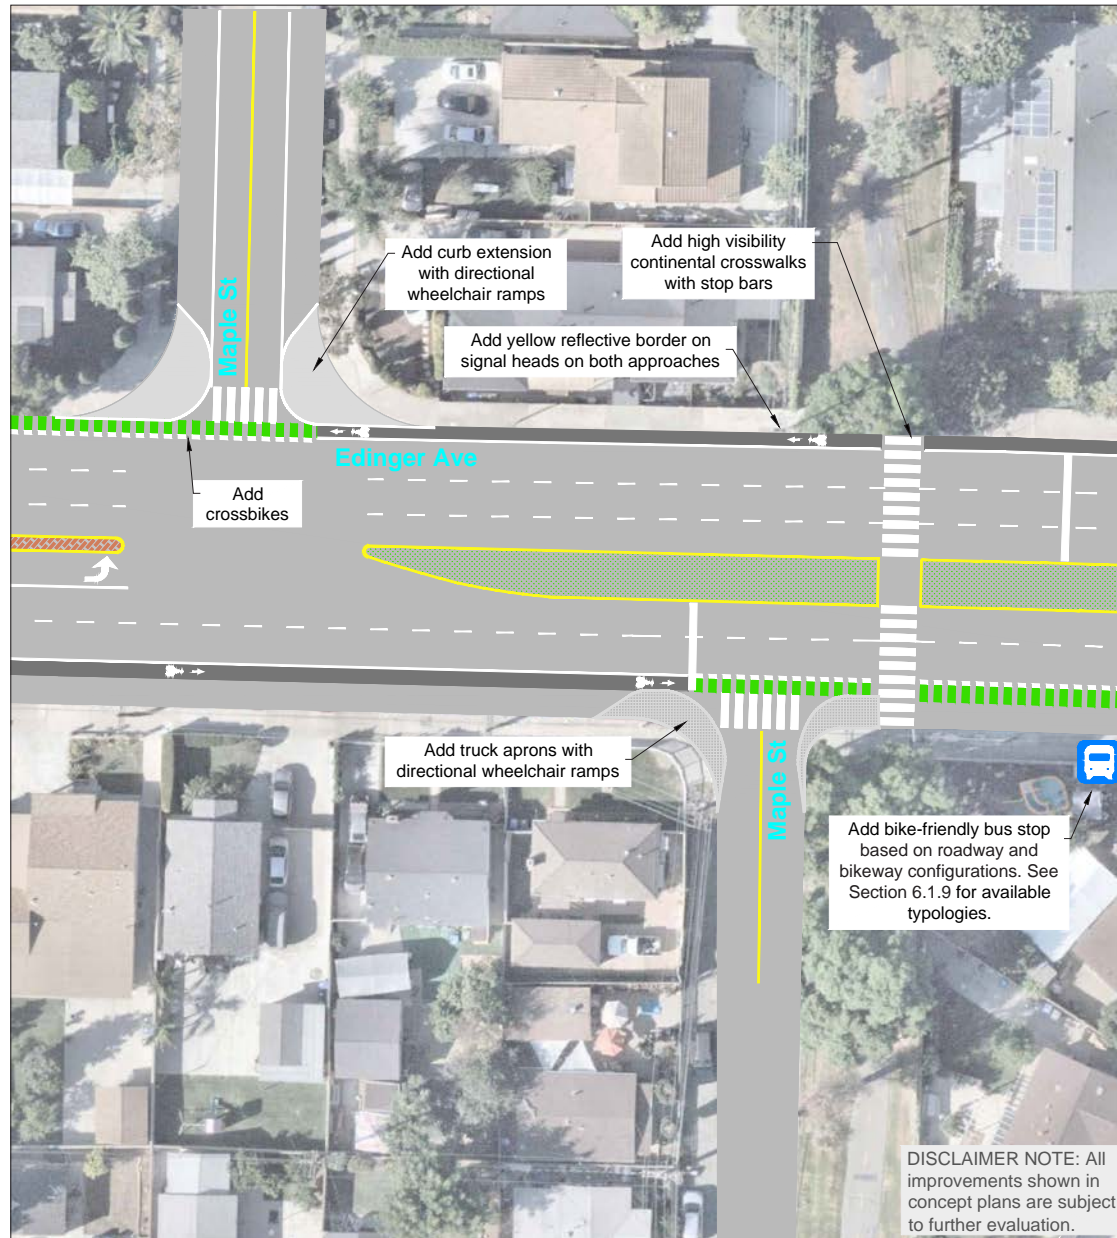 Add curb extension
with directional
wheelchair ramps
Add high visibility
continental crosswalks
with stop bars
Maple St
Add yellow reflective border on
signal heads on both approaches
Edinger Ave
Add
crossbikes
Add truck aprons with
directional wheelchair ramps
Maple St
Add bike-friendly bus stop
based on roadway and
bikeway configurations. See
Section 6.1.9 for available
typologies.
DISCLAIMER NOTE: All
improvements shown in
concept plans are subject
to further evaluation.